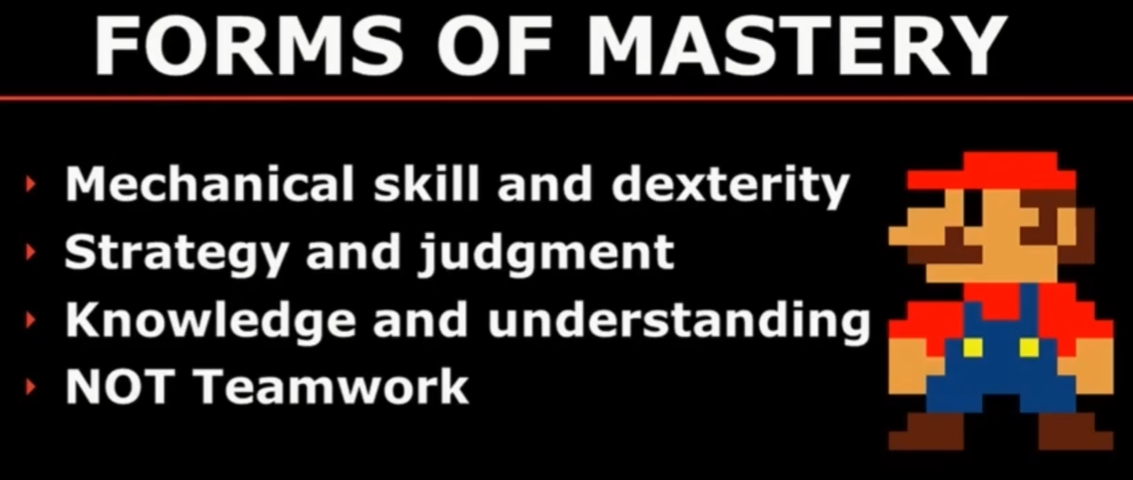 FORMS OF MASTERY
Mechanical skill and dexterity
Strategy and judgment
Knowledge and understanding
NOT Teamwork